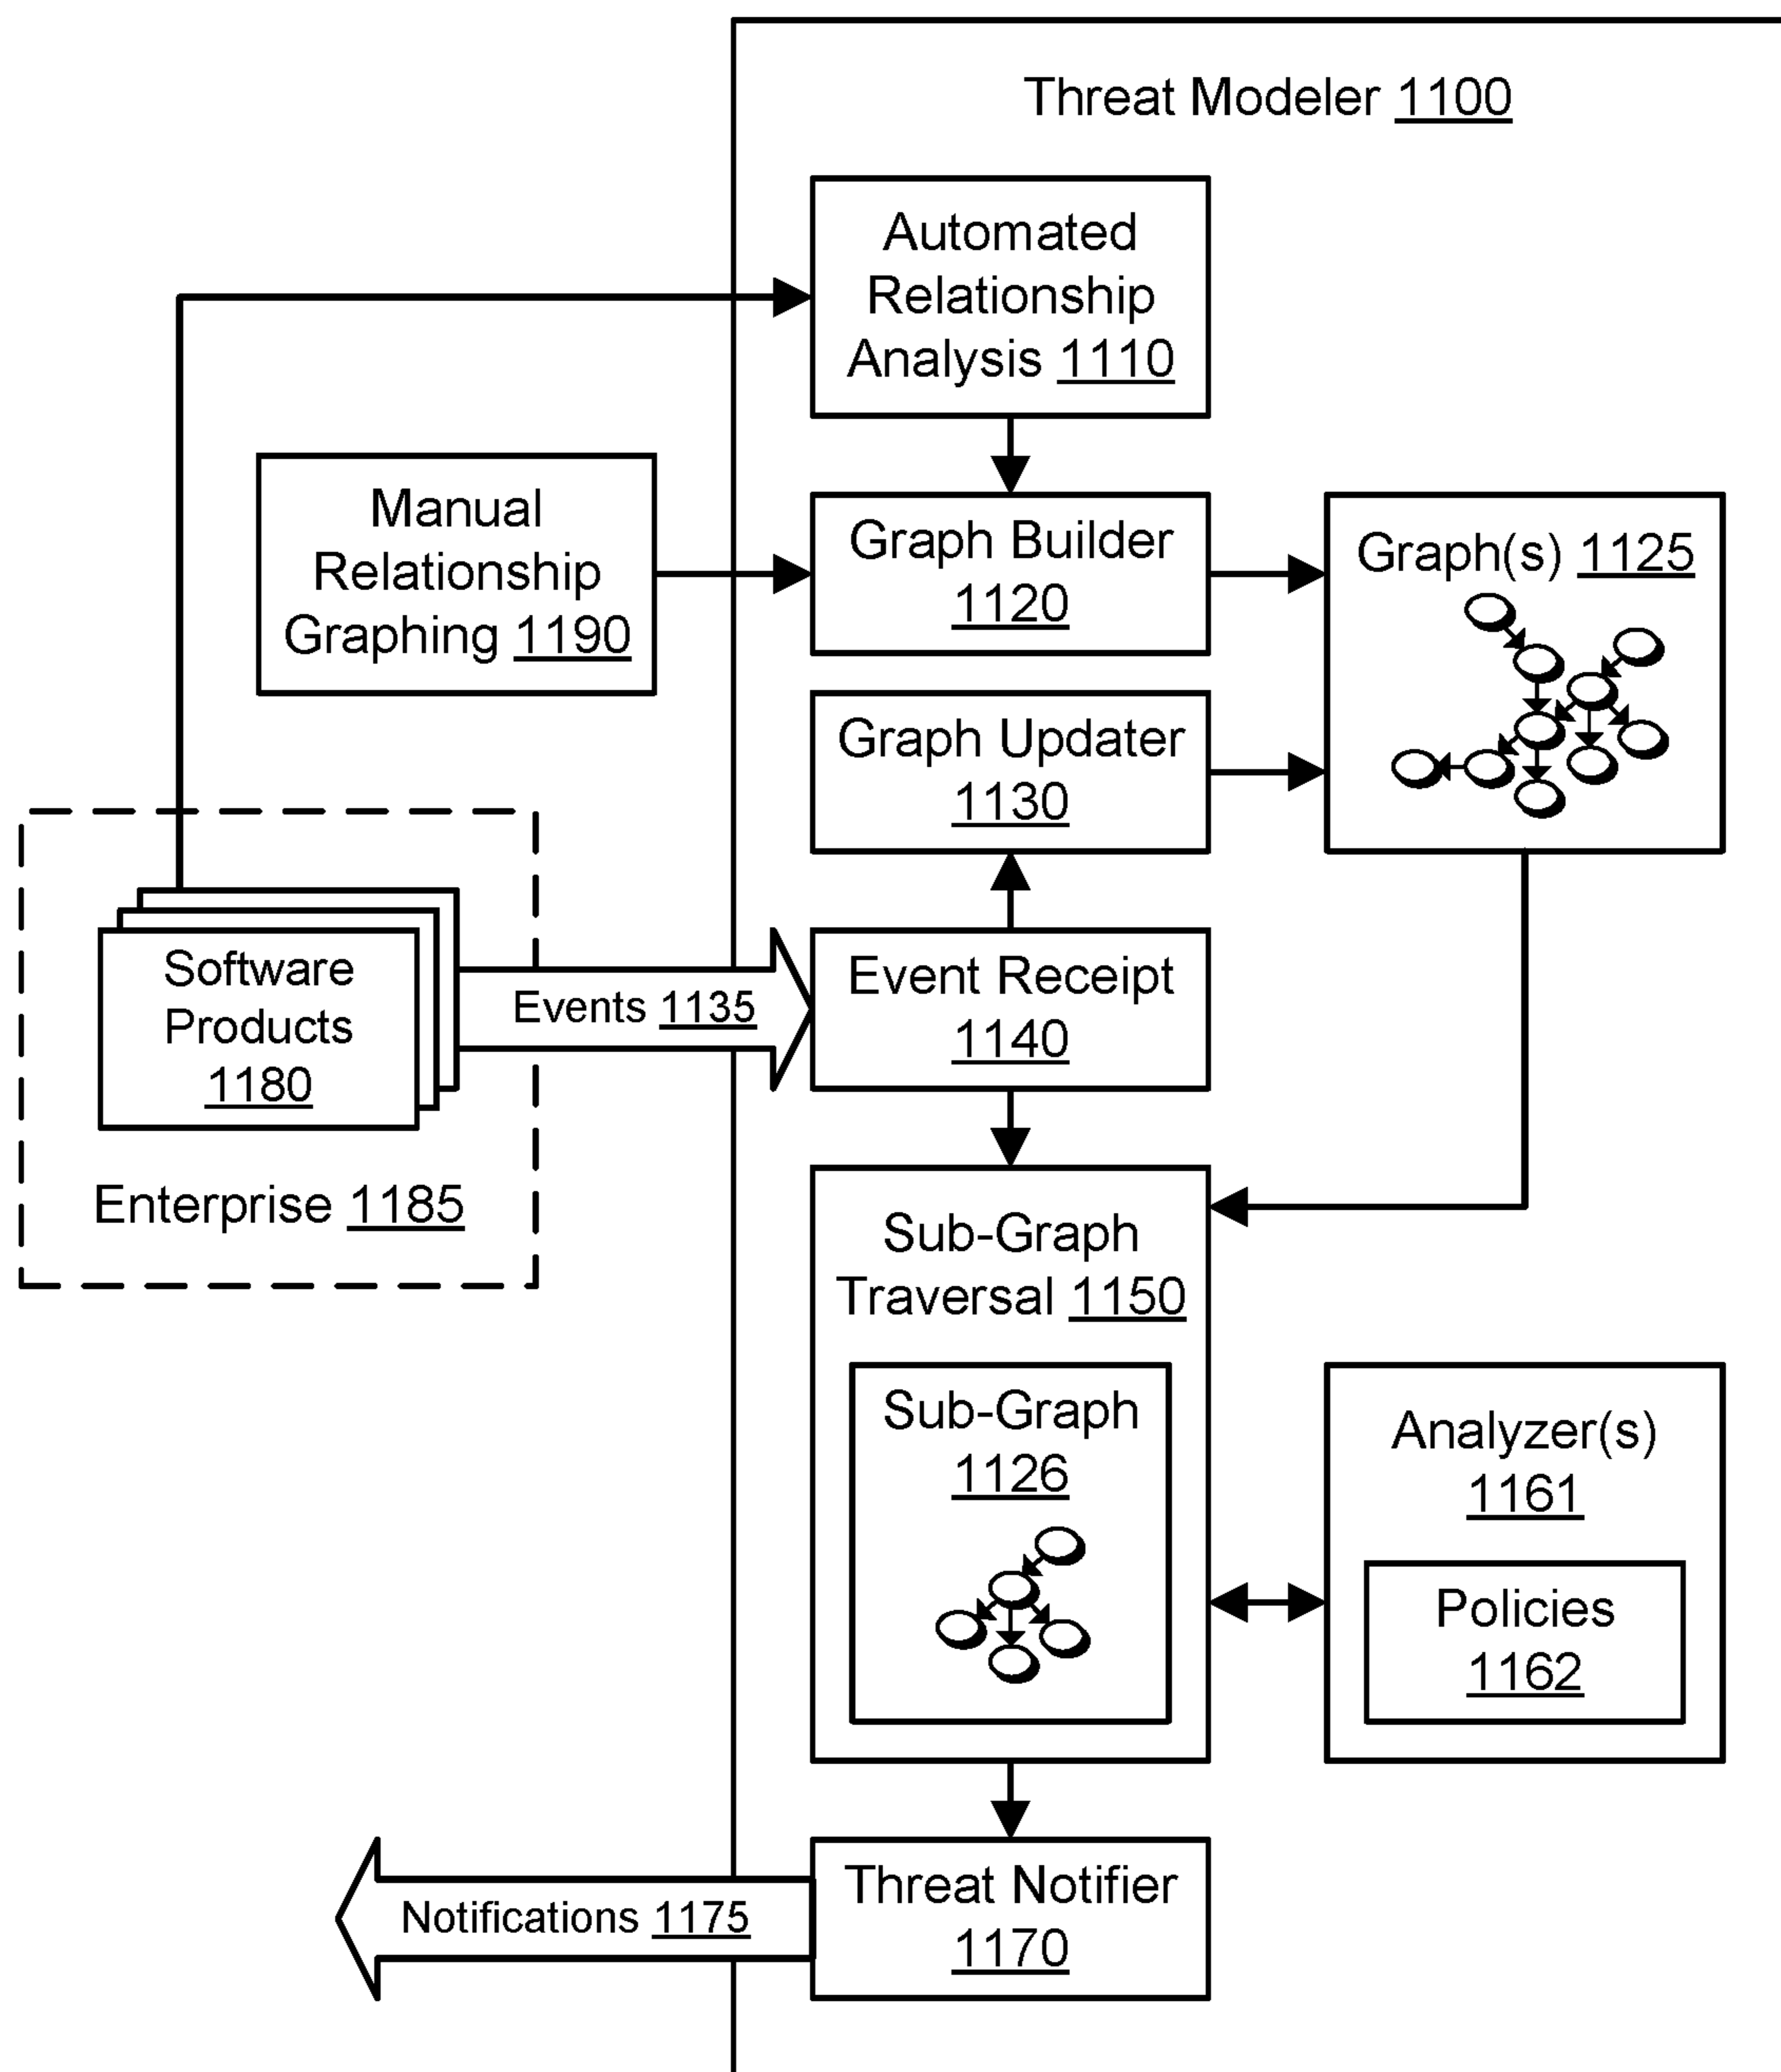 Threat Modeler 1100
Automated
Relationship
Analysis 1110
Manual
Relationship
Graphing 1190
Graph Builder
1120
Graph(s) 1125
Graph Updater
1130
Software
Products
1180
Enterprise 1185
Events 1135
Event Receipt
1140
Sub-Graph
Traversal 1150
Sub-Graph
1126
Analyzer(s)
1161
Policies
1162
Notifications 1175
Threat Notifier
1170